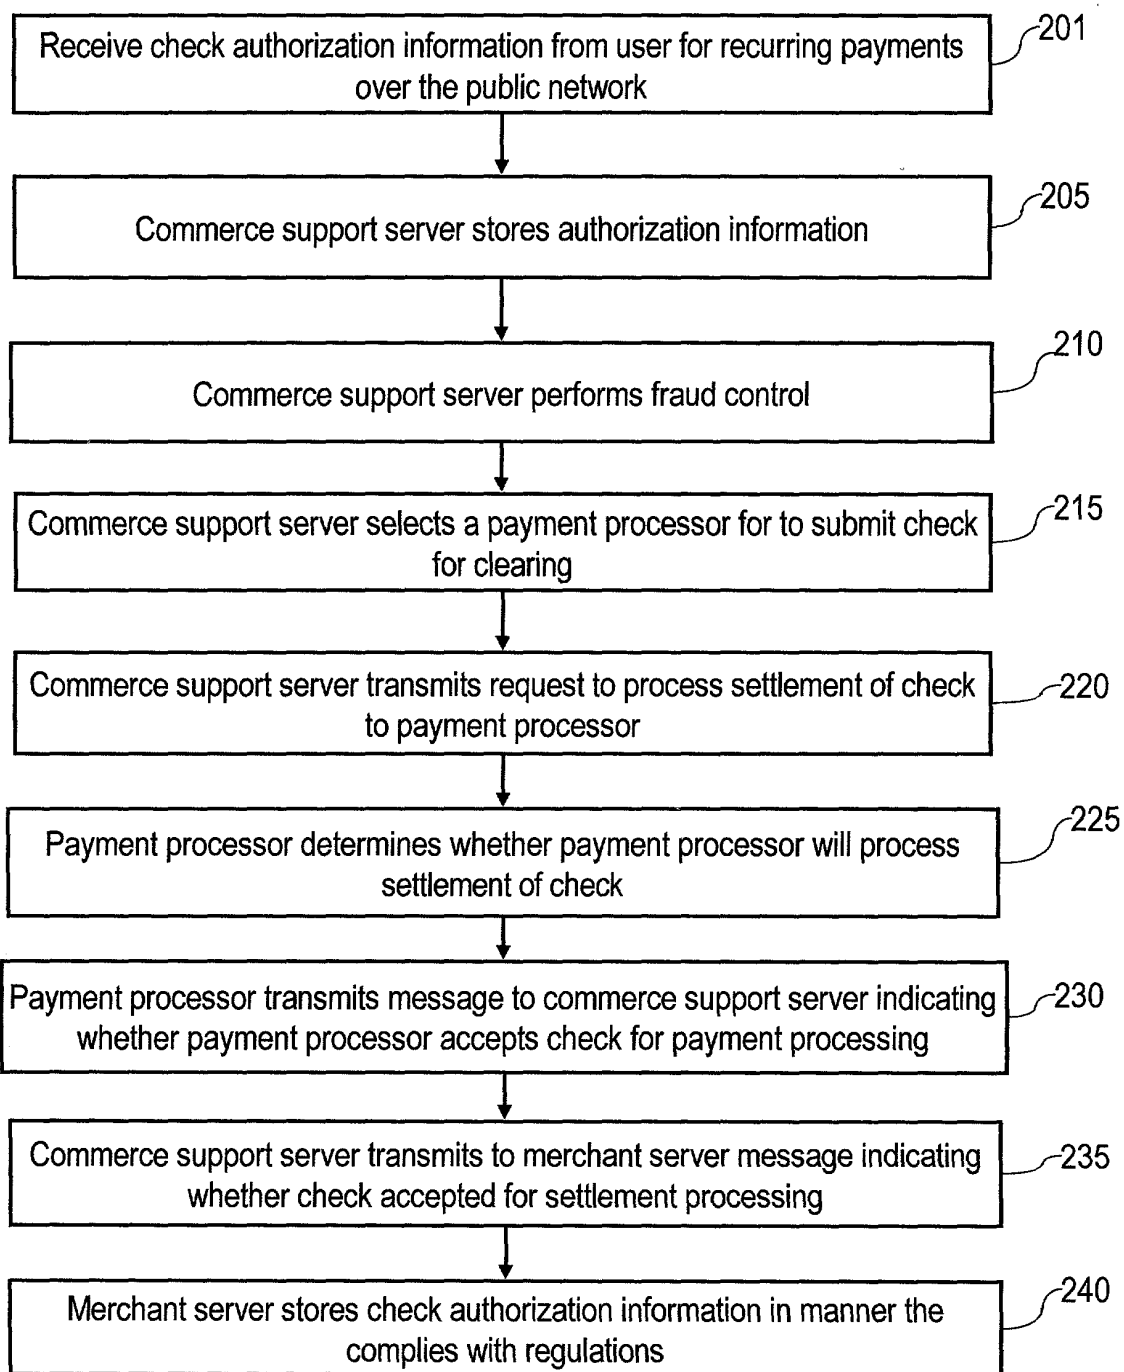 Receive check authorization information from user for recurring payments
over the public network
201
Commerce support server stores authorization information
205
Commerce support server performs fraud control
210
Commerce support server selects a payment processor for to submit check
for clearing
215
Commerce support server transmits request to process settlement of check
to payment processor
220
Payment processor determines whether payment processor will process
settlement of check
225
Payment processor transmits message to commerce support server indicating
whether payment processor accepts check for payment processing
230
Commerce support server transmits to merchant server message indicating
whether check accepted for settlement processing
235
Merchant server stores check authorization information in manner the
complies with regulations
240